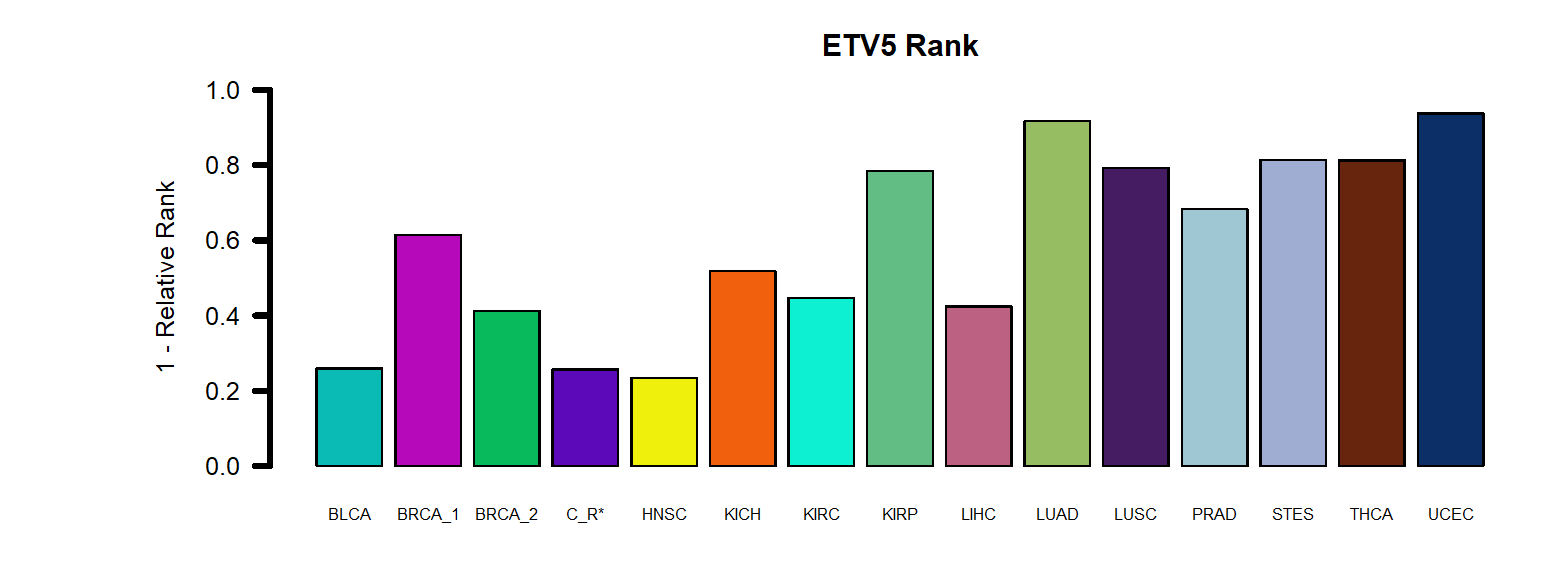 ETV5 Rank
1 - Relative Rank
1.0
0.8
0.6
0.4
0.2
0.0
BLCA BRCA_1 BRCA_2 C_R* HNSC KICH KIRC KIRP LIHC LUAD LUSC PRAD STES THCA UCEC